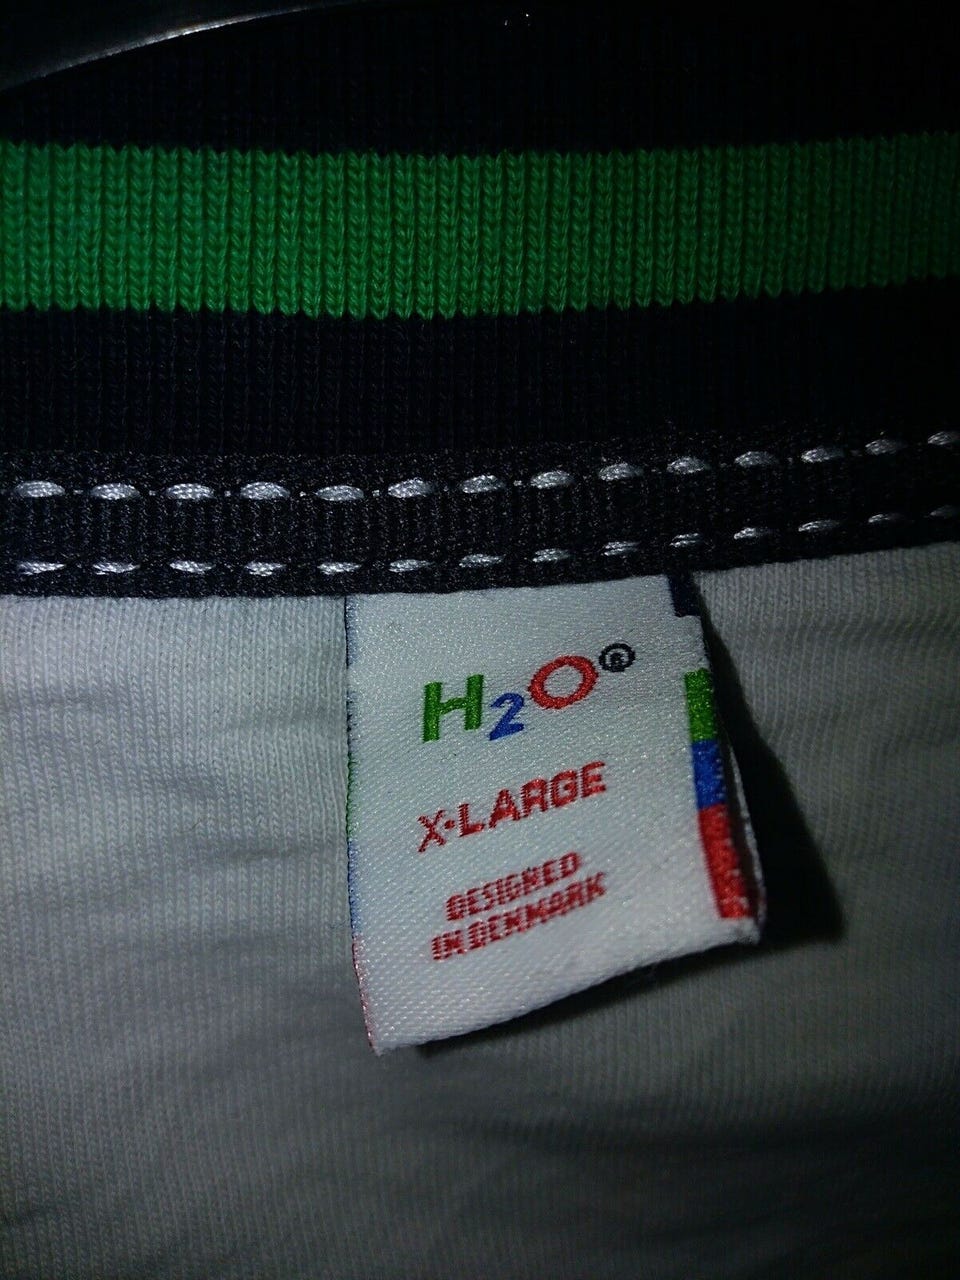 H2O®
X-LARGE
DESIGNED
IN DENMARK